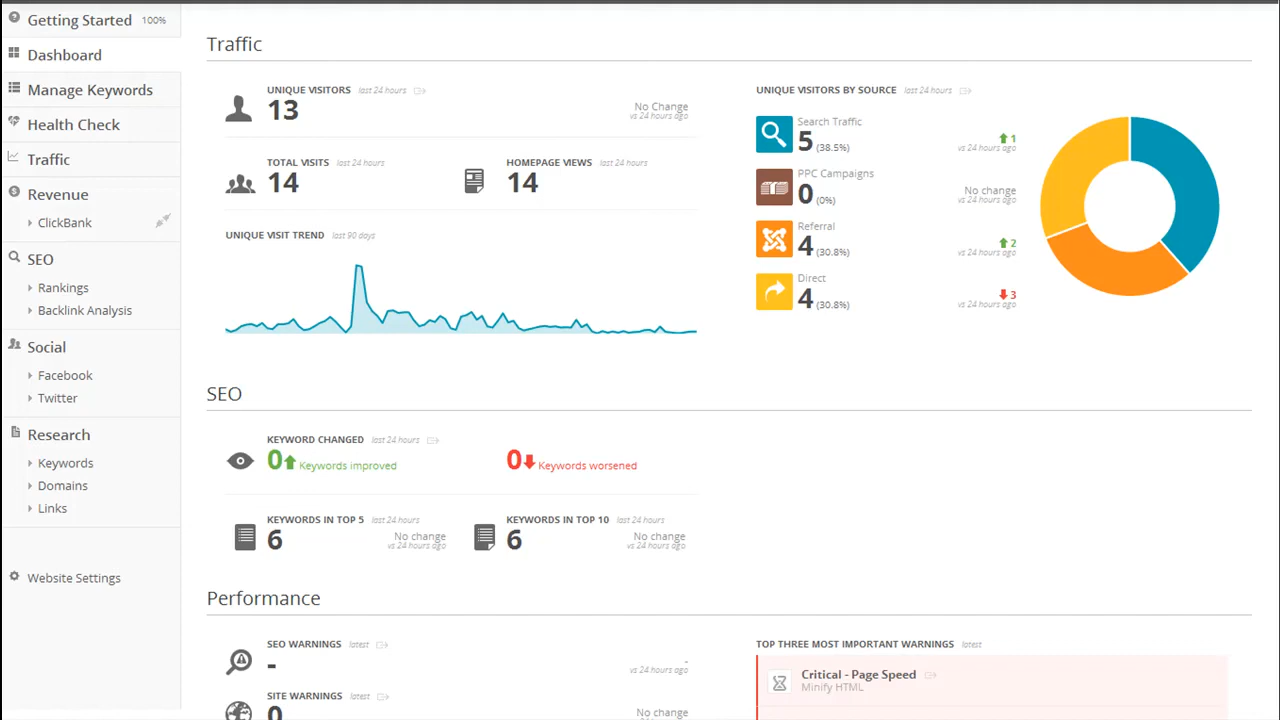 Getting Started 100%
Dashboard
Manage Keywords
Health Check
Traffic
Revenue
ClickBank
SEO
Rankings
Backlink Analysis
Social
Facebook
Twitter
Research
Keywords
Domains
Links
Website Settings
Traffic
UNIQUE VISITORS last 24 hours
13
No Change
vs 24 hours ago
TOTAL VISITS last 24 hours
14
HOMEPAGE VIEWS last 24 hours
14
UNIQUE VISIT TREND last 90 days
UNIQUE VISITORS BY SOURCE last 24 hours
Search Traffic
5 (38.5%)
1
vs 24 hours ago
PPC Campaigns
0 (0%)
No change
vs 24 hours ago
Referral
4 (30.8%)
2
vs 24 hours ago
Direct
4 (30.8%)
3
vs 24 hours ago
SEO
KEYWORD CHANGED last 24 hours
0 Keywords improved
0 Keywords worsened
KEYWORDS IN TOP 5 last 24 hours
6
No change
vs 24 hours ago
KEYWORDS IN TOP 10 last 24 hours
6
No change
vs 24 hours ago
Performance
SEO WARNINGS latest
-
-
vs 24 hours ago
SITE WARNINGS latest
0
No change
TOP THREE MOST IMPORTANT WARNINGS latest
Critical - Page Speed
Minify HTML